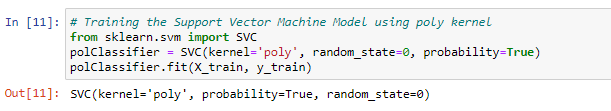 In [11]: # Training the Support Vector Machine Model using poly kernel
from sklearn.svm import SVC
polClassifier = SVC(kernel='poly', random_state=0, probability=True)
polClassifier.fit(X_train, y_train)
Out[11]: SVC(kernel='poly', probability=True, random_state=0)